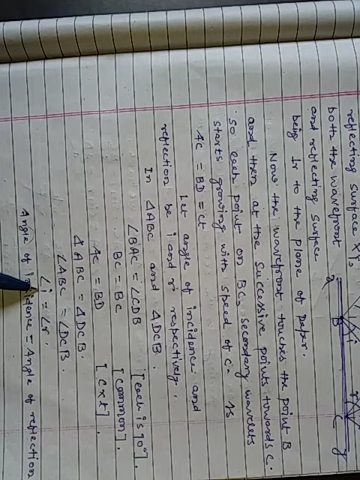 reflecting surface XY,
both the wavefront
and reflecting surface
being Ir to the plane of paper.
Now the wavefront touches the point B
and then at the successive points towards C.
So each point on BC, secondary wavelets
starts growing with speed of C. is
AC = BD = ct
Let angle of incidence and
reflection be i and r respectively.
In ΔABC and ΔDCB.
∠BAC = ∠CDB [each is 90°]
BC = BC [common].
AC = BD [cxt].
ΔABC = ΔDCB.
∠ABC = ∠DCB.
∠i = ∠r.
Angle of incidence = Angle of reflection